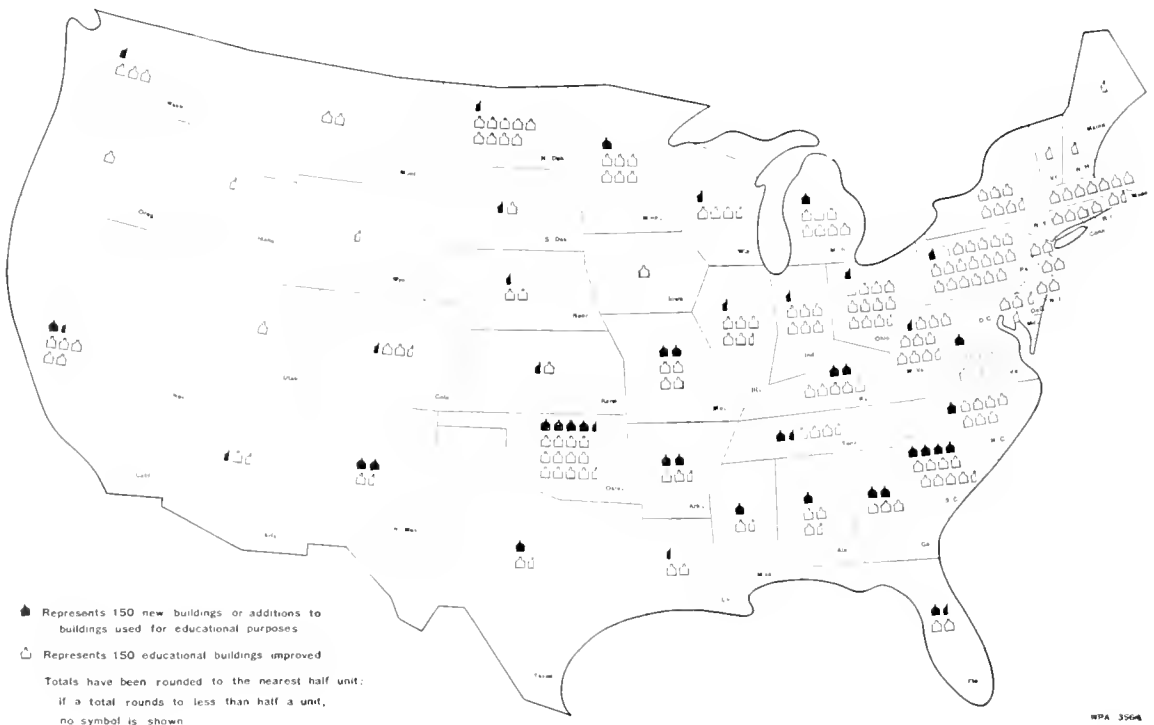 Wash
Mont
N Dak
Minn.
Maine
Vt
N H
Mass
R I
Conn
N Y
Oreg
Idaho
S Dak
Wis
Mich
Wyo
Nebr
Iowa
Pa
N J
Del
Md
D C
Ohio
Ind
Ill.
W Va
Va
Nev
Utah
Colo
Kans
Mo.
Ky
Calif
Ariz
N Mex
Okla.
Ark.
Tenn
N C
S C
Texas
La
Miss
Ala
Ga
Fla
Represents 150 new buildings or additions to
buildings used for educational purposes
Represents 150 educational buildings improved
Totals have been rounded to the nearest half unit;
if a total rounds to less than half a unit,
no symbol is shown
WPA 3564